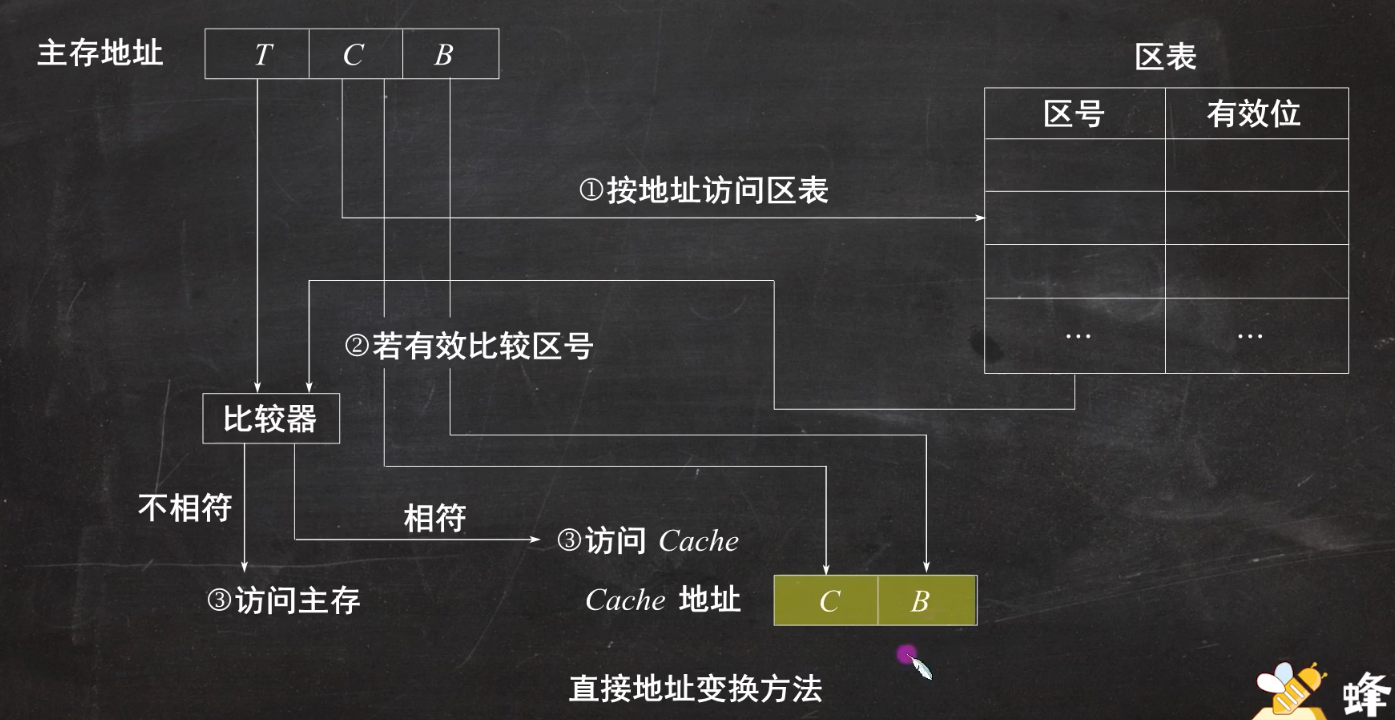 主存地址 T C B
区表
区号 有效位
①按地址访问区表
... ...
②若有效比较区号
比较器
不相符
相符
③访问 Cache
③访问主存
Cache 地址 C B
直接地址变换方法
蜂